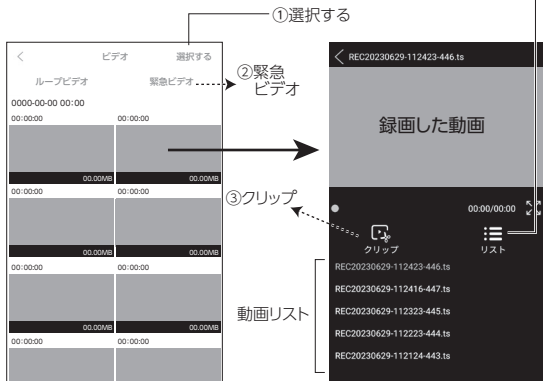 ①選択する
ビデオ
選択する
ループビデオ
緊急ビデオ
②緊急
ビデオ
0000-00-00 00:00
00:00:00
00:00:00
00.00MB
00.00MB
00:00:00
00:00:00
00.00MB
00.00MB
00:00:00
00:00:00
00.00MB
00.00MB
00:00:00
00:00:00
③クリップ
動画リスト
REC20230629-112423-446.ts
録画した動画
00:00/00:00
クリップ
リスト
REC20230629-112423-446.ts
REC20230629-112416-447.ts
REC20230629-112323-445.ts
REC20230629-112223-444.ts
REC20230629-112124-443.ts